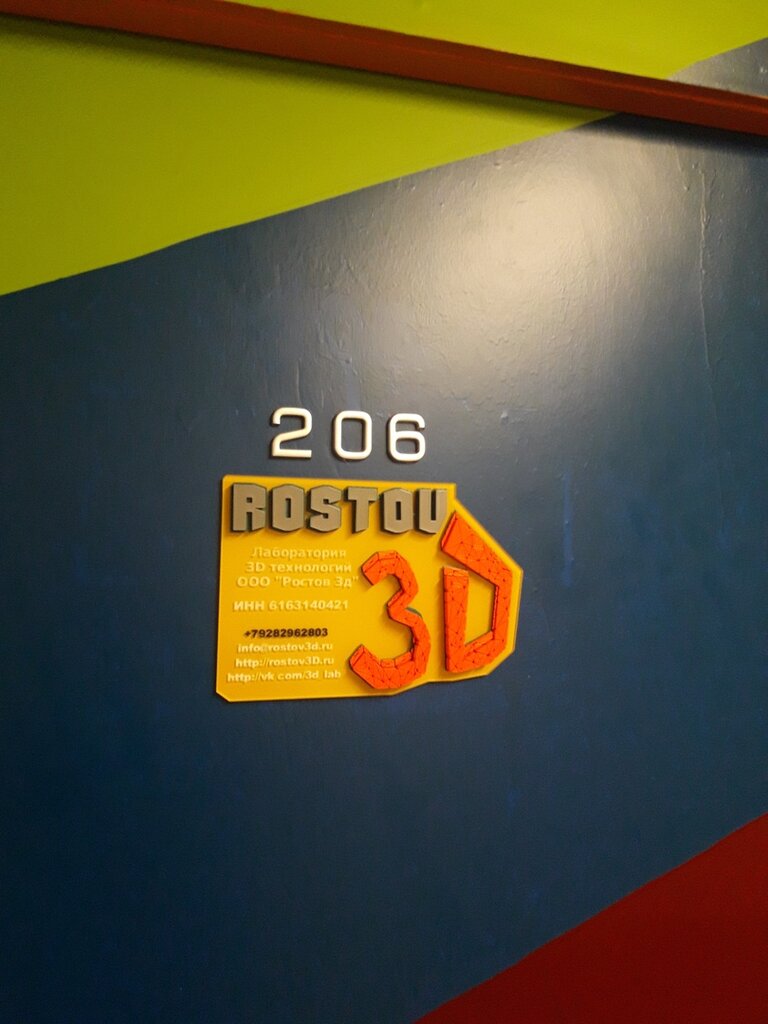 206
ROSTOV
3D
Лаборатория
3D технологий
ООО "Ростов 3д"
ИНН 6163140421
+79282962803
info@rostov3d.ru
http://rostov3D.ru
http://vk.com/3d_lab